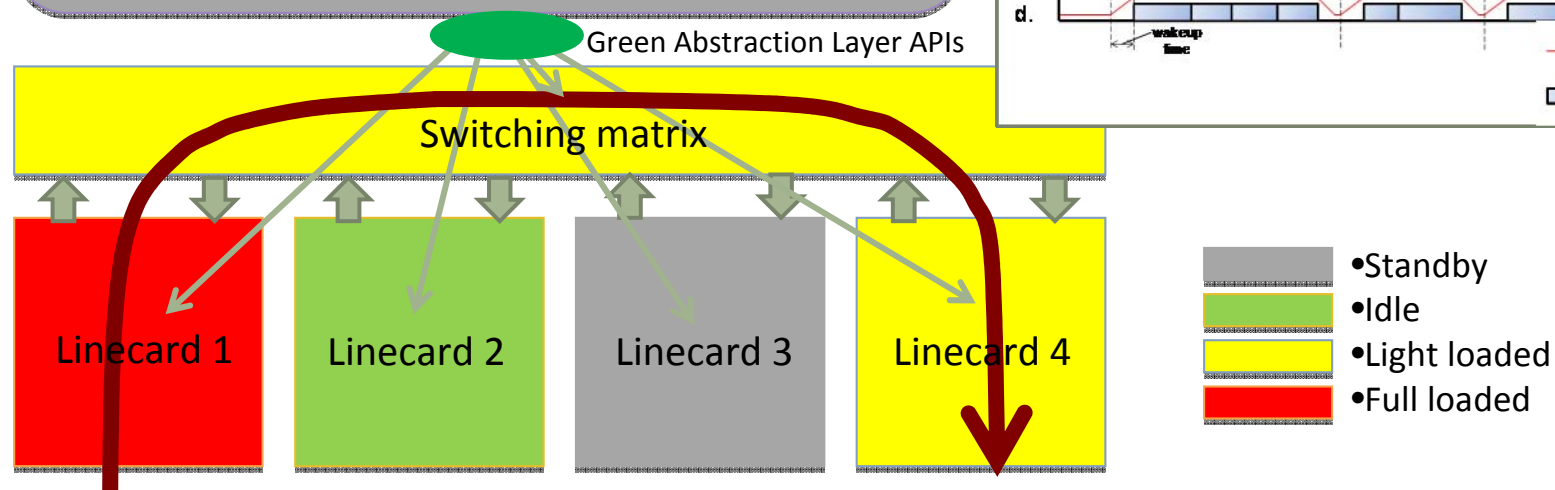 d.
wakeup
time
Green Abstraction Layer APIs
Switching matrix
Linecard 1
Linecard 2
Linecard 3
Linecard 4
•Standby
•Idle
•Light loaded
•Full loaded